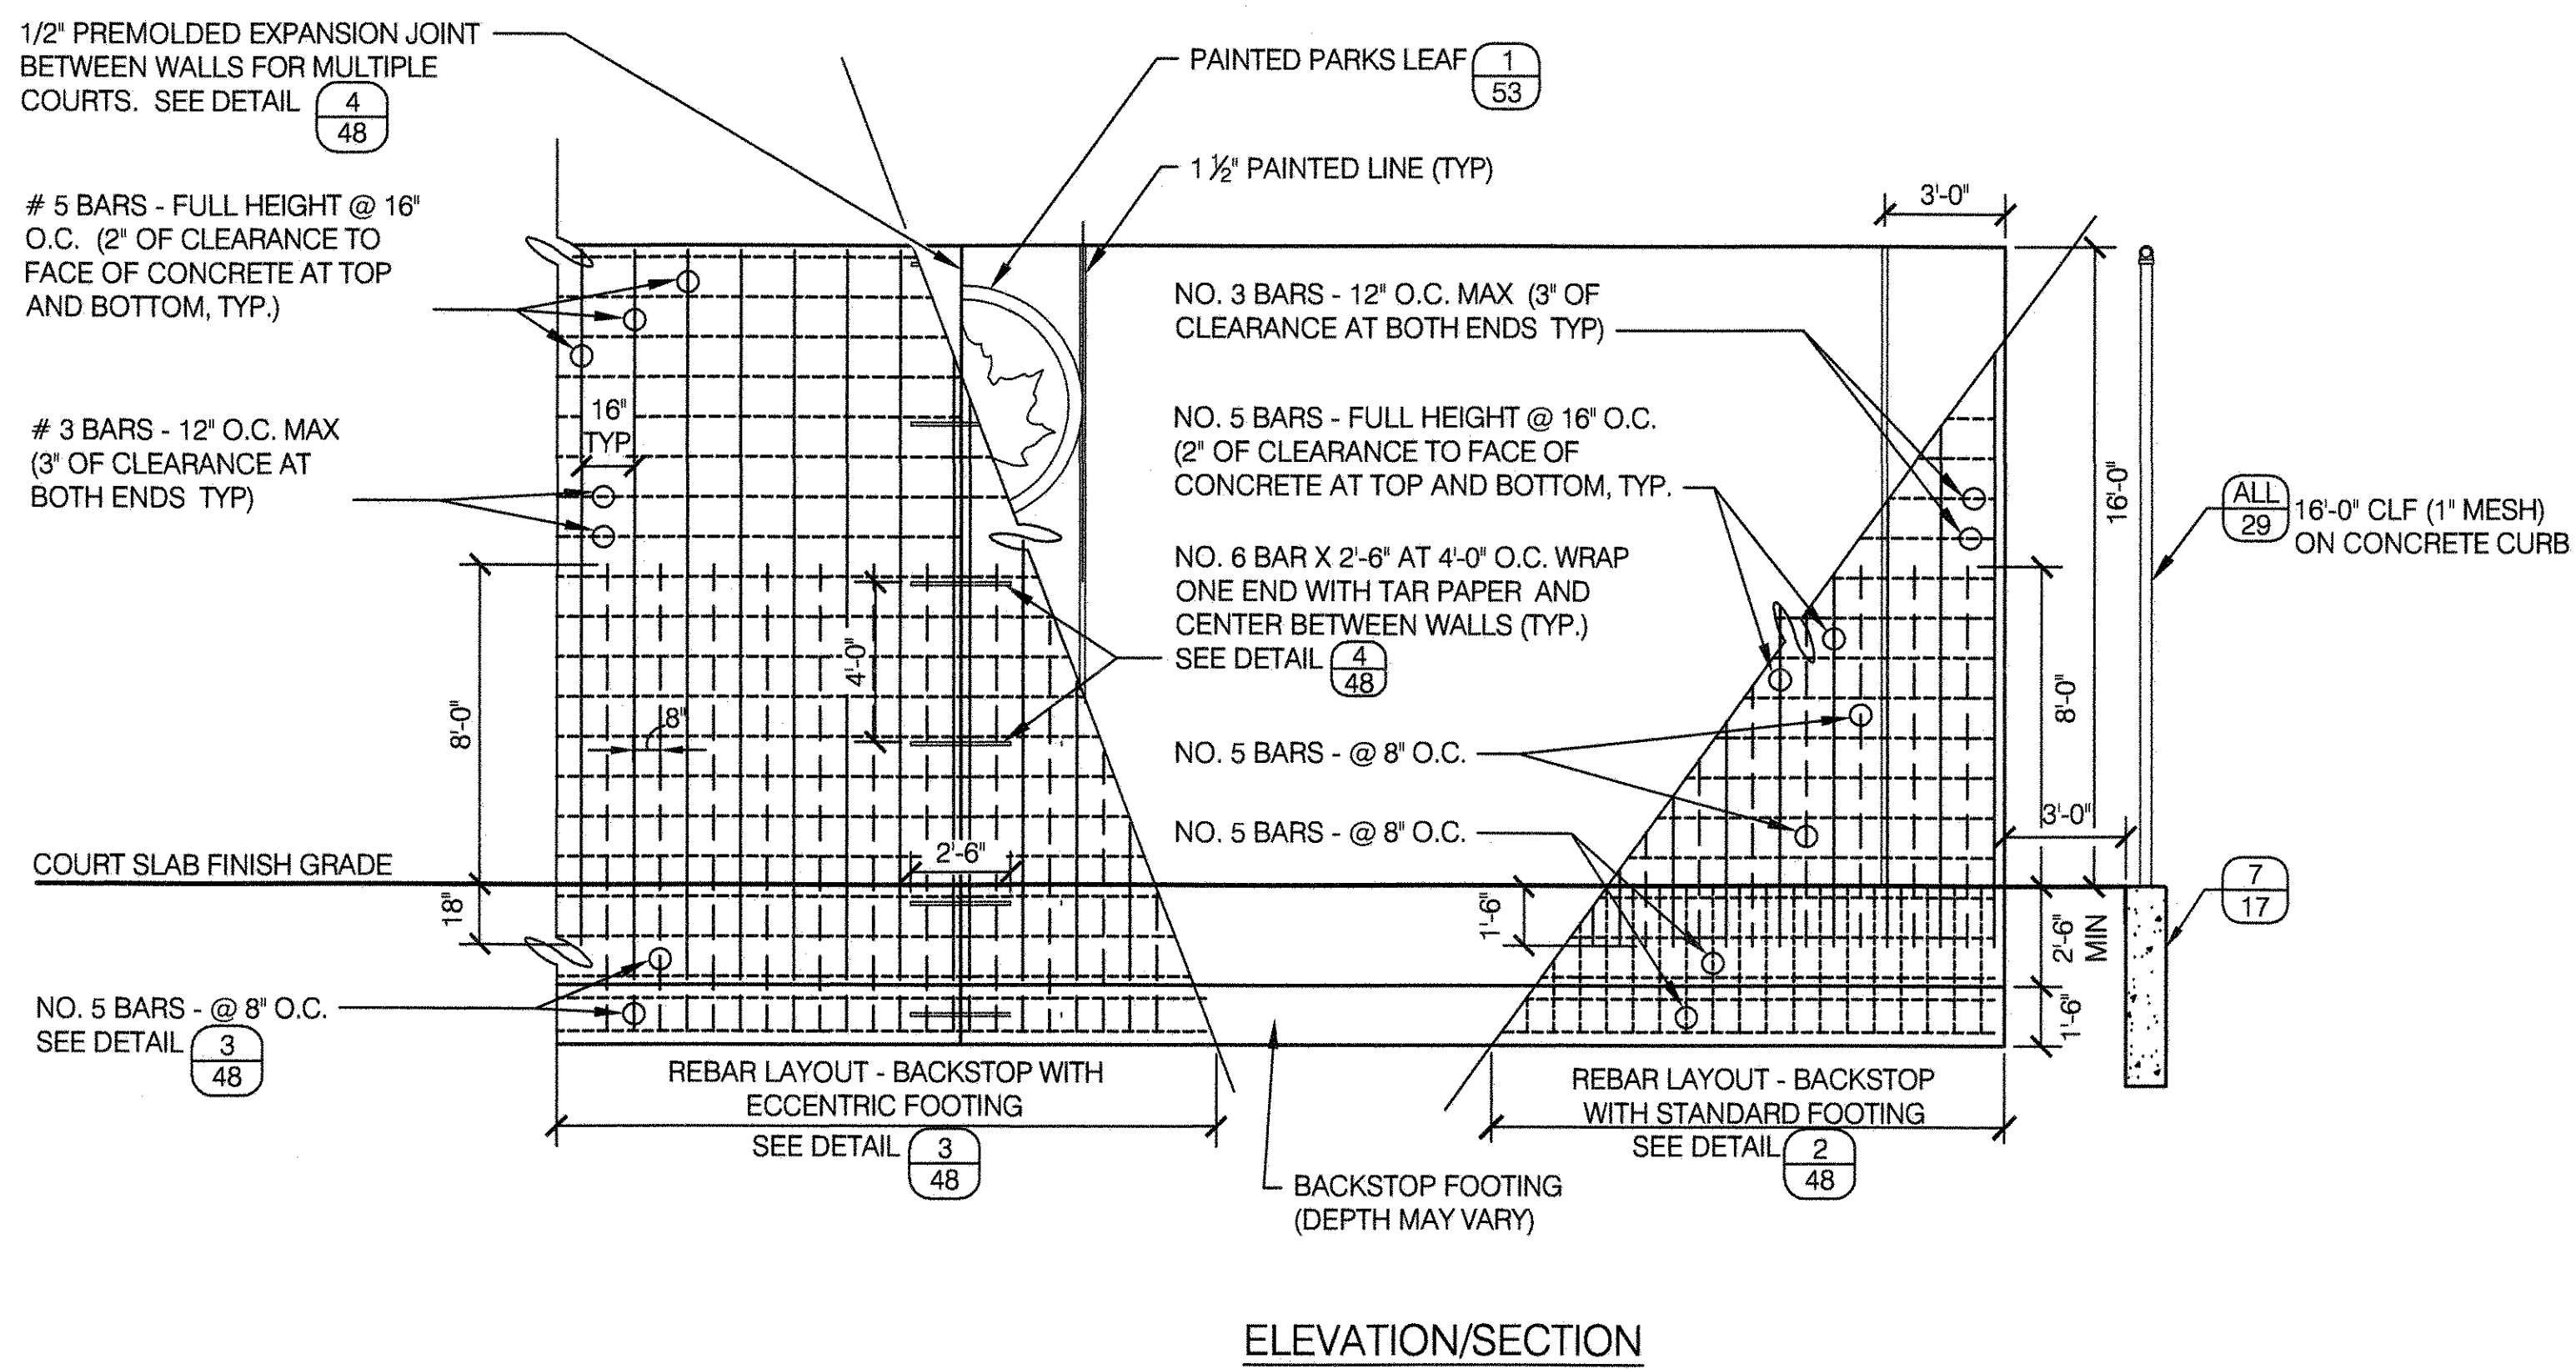 1/2" PREMOLDED EXPANSION JOINT
BETWEEN WALLS FOR MULTIPLE
COURTS. SEE DETAIL 4
48
# 5 BARS - FULL HEIGHT @ 16"
O.C. (2" OF CLEARANCE TO
FACE OF CONCRETE AT TOP
AND BOTTOM, TYP.)
# 3 BARS - 12" O.C. MAX
(3" OF CLEARANCE AT
BOTH ENDS TYP)
16"
TYP
8'-0"
8"
4'-0"
2'-6"
COURT SLAB FINISH GRADE
18"
NO. 5 BARS - @ 8" O.C.
SEE DETAIL 3
48
REBAR LAYOUT - BACKSTOP WITH
ECCENTRIC FOOTING
SEE DETAIL 3
48
PAINTED PARKS LEAF 1
53
1 ½" PAINTED LINE (TYP)
3'-0"
NO. 3 BARS - 12" O.C. MAX (3" OF
CLEARANCE AT BOTH ENDS TYP)
NO. 5 BARS - FULL HEIGHT @ 16" O.C.
(2" OF CLEARANCE TO FACE OF
CONCRETE AT TOP AND BOTTOM, TYP.
NO. 6 BAR X 2'-6" AT 4'-0" O.C. WRAP
ONE END WITH TAR PAPER AND
CENTER BETWEEN WALLS (TYP.)
SEE DETAIL 4
48
NO. 5 BARS - @ 8" O.C.
NO. 5 BARS - @ 8" O.C.
1'-6"
16'-0"
ALL
29
16'-0" CLF (1" MESH)
ON CONCRETE CURB
8'-0"
3'-0"
2'-6"
MIN
1'-6"
7
17
REBAR LAYOUT - BACKSTOP
WITH STANDARD FOOTING
SEE DETAIL 2
48
BACKSTOP FOOTING
(DEPTH MAY VARY)
ELEVATION/SECTION